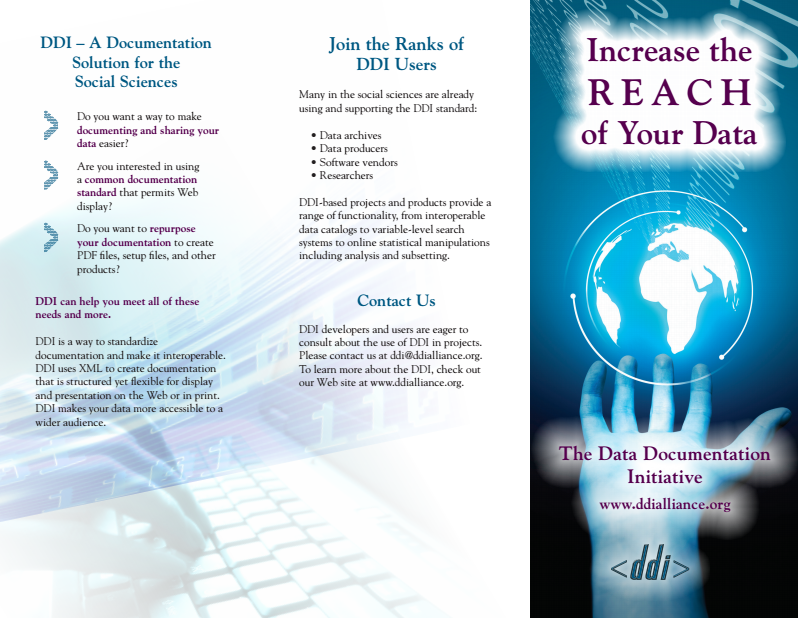 DDI – A Documentation
Solution for the
Social Sciences
Do you want a way to make
documenting and sharing your
data easier?
Are you interested in using
a common documentation
standard that permits Web
display?
Do you want to repurpose
your documentation to create
PDF files, setup files, and other
products?
DDI can help you meet all of these
needs and more.
DDI is a way to standardize
documentation and make it interoperable.
DDI uses XML to create documentation
that is structured yet flexible for display
and presentation on the Web or in print.
DDI makes your data more accessible to a
wider audience.
Join the Ranks of
DDI Users
Many in the social sciences are already
using and supporting the DDI standard:
• Data archives
• Data producers
• Software vendors
• Researchers
DDI-based projects and products provide a
range of functionality, from interoperable
data catalogs to variable-level search
systems to online statistical manipulations
including analysis and subsetting.
Contact Us
DDI developers and users are eager to
consult about the use of DDI in projects.
Please contact us at ddi@ddialliance.org.
To learn more about the DDI, check out
our Web site at www.ddialliance.org.
Increase the
REACH
of Your Data
The Data Documentation
Initiative
www.ddialliance.org
<ddi>